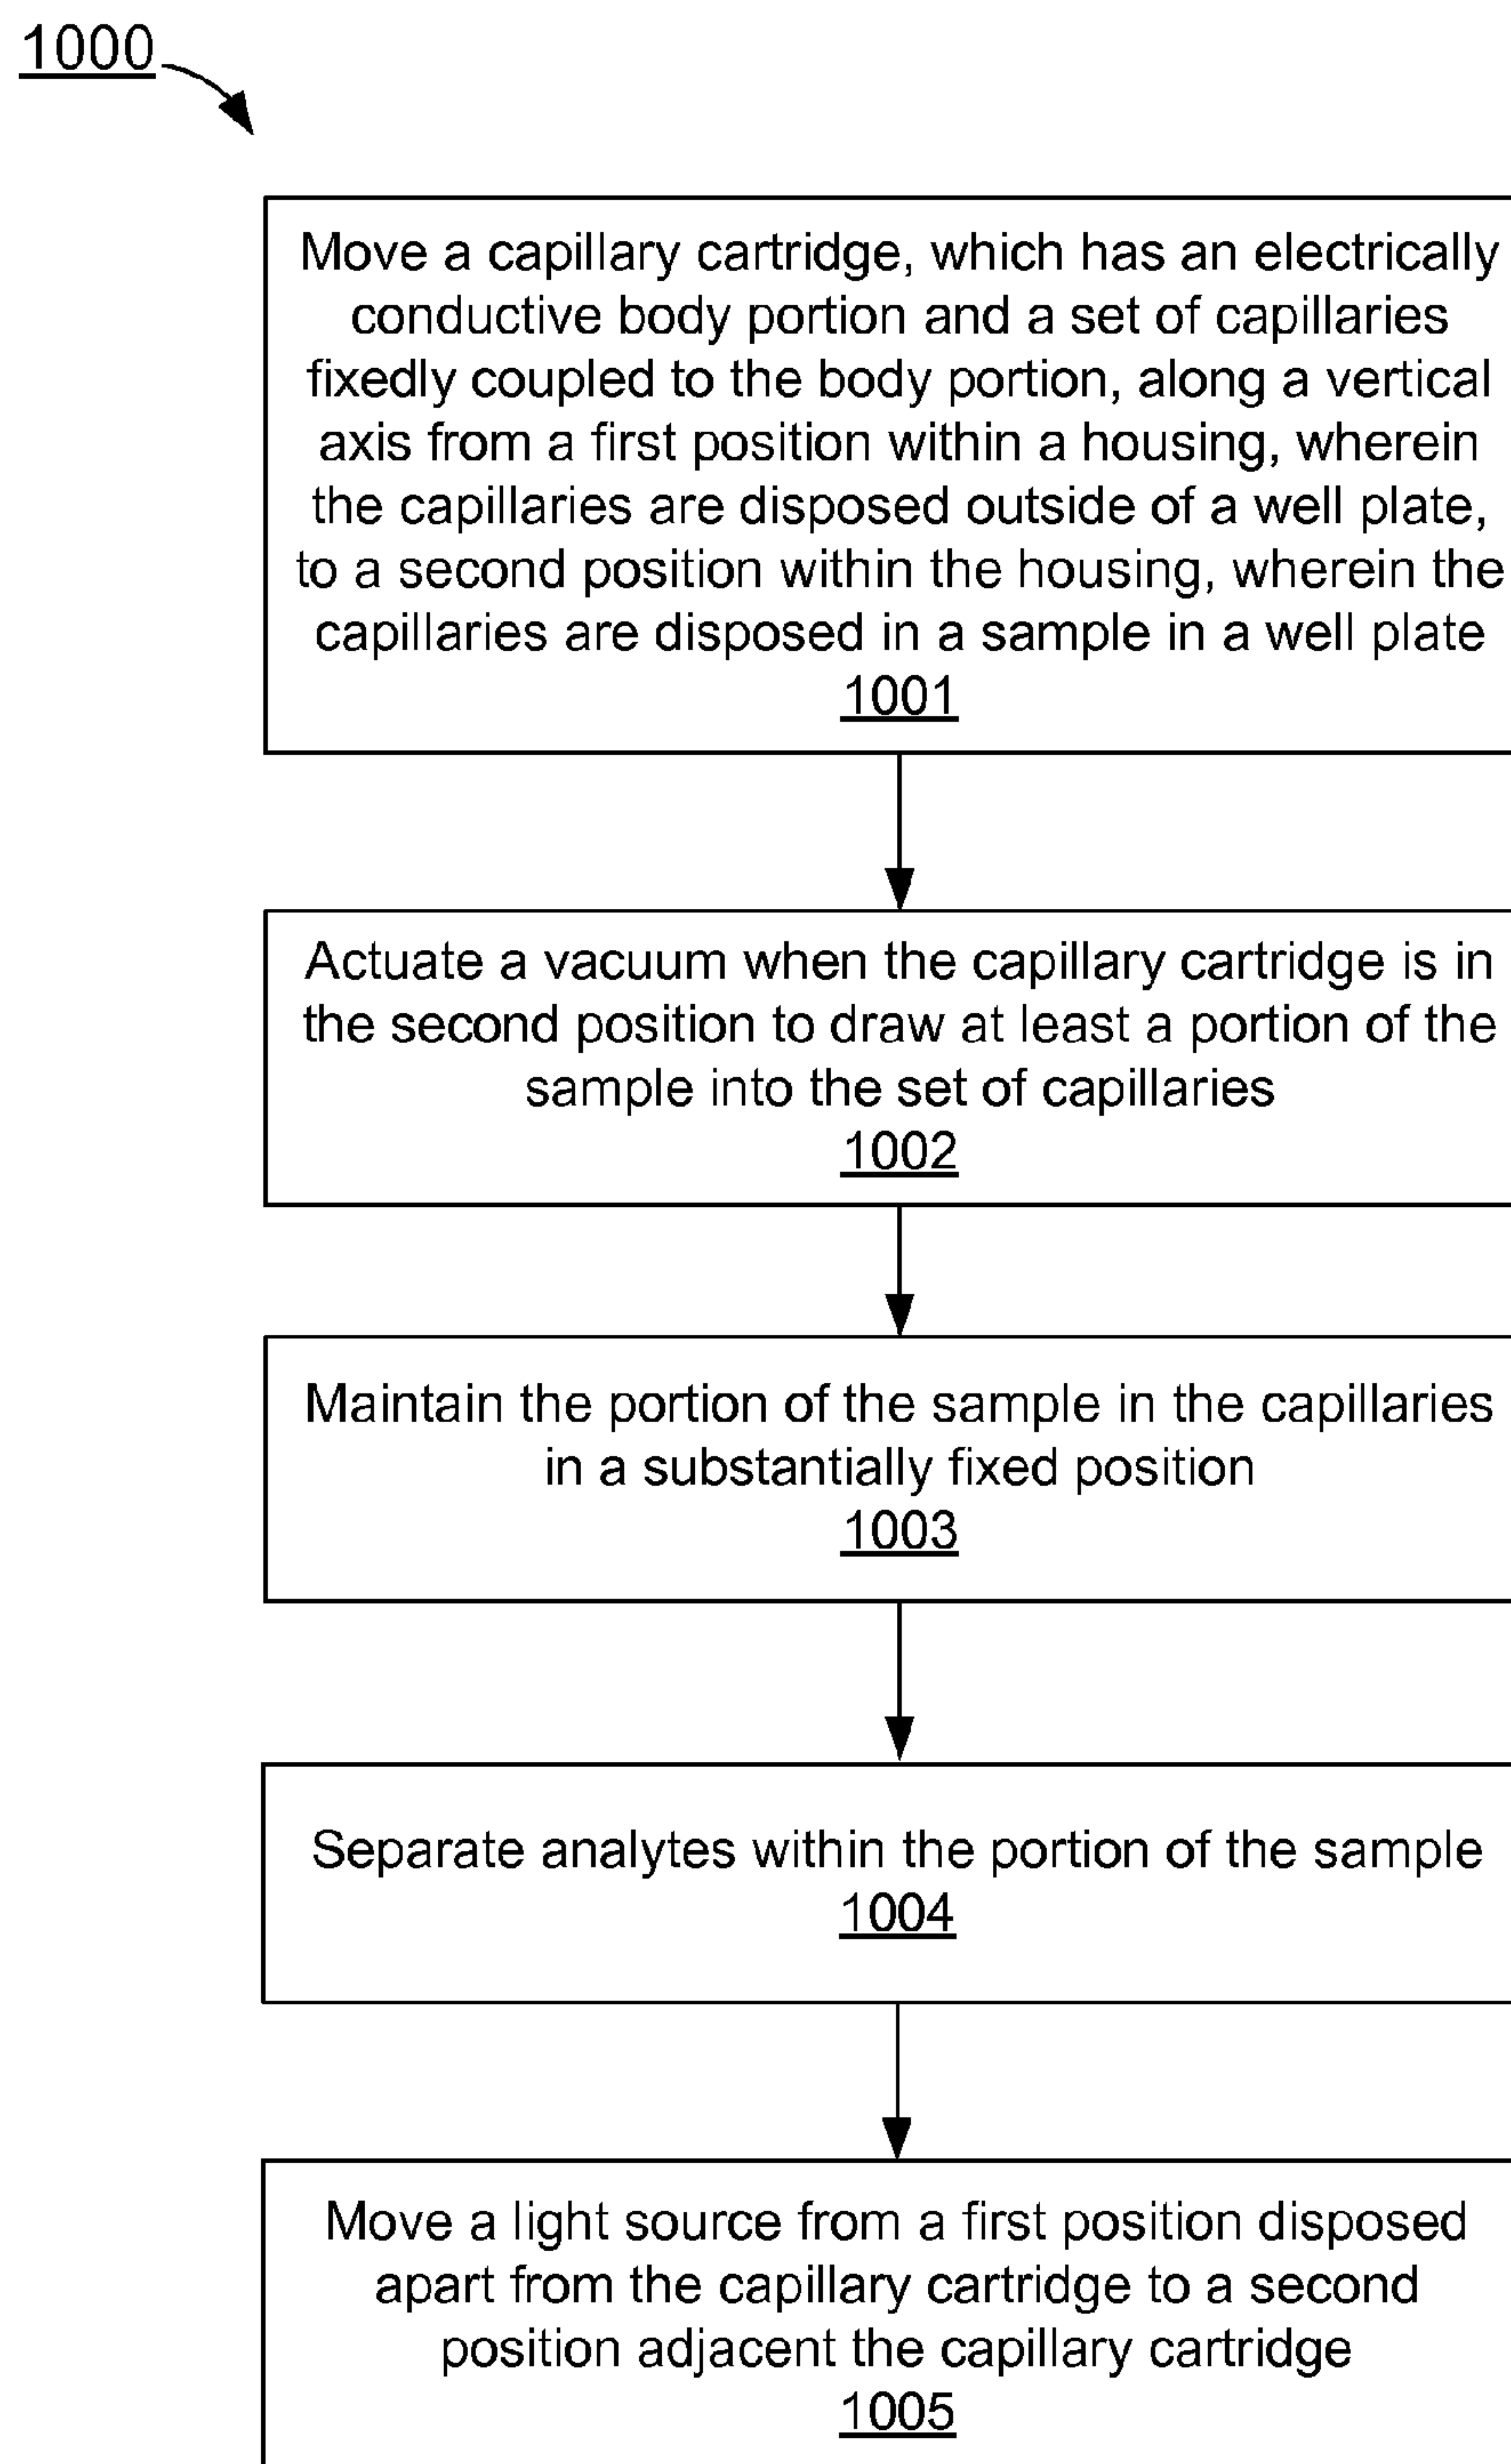 1000
Move a capillary cartridge, which has an electrically
conductive body portion and a set of capillaries
fixedly coupled to the body portion, along a vertical
axis from a first position within a housing, wherein
the capillaries are disposed outside of a well plate,
to a second position within the housing, wherein the
capillaries are disposed in a sample in a well plate
1001
Actuate a vacuum when the capillary cartridge is in
the second position to draw at least a portion of the
sample into the set of capillaries
1002
Maintain the portion of the sample in the capillaries
in a substantially fixed position
1003
Separate analytes within the portion of the sample
1004
Move a light source from a first position disposed
apart from the capillary cartridge to a second
position adjacent the capillary cartridge
1005